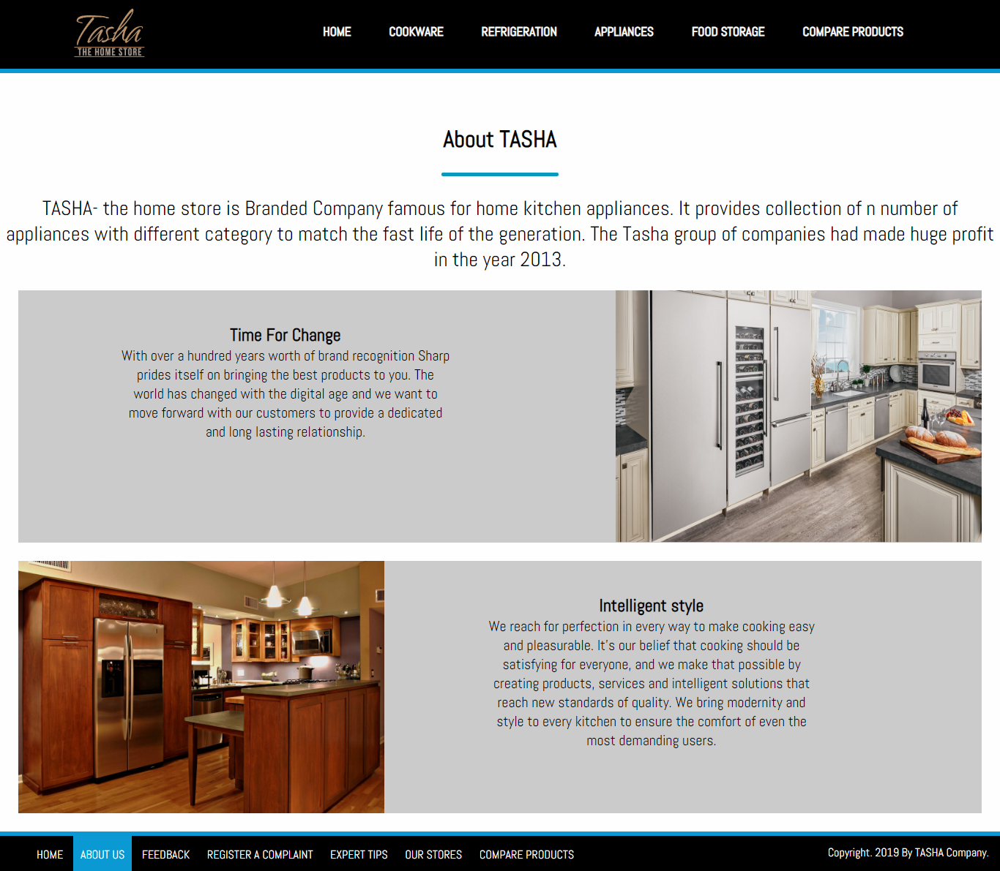 Tasha
THE HOME STORE
HOME COOKWARE REFRIGERATION APPLIANCES FOOD STORAGE COMPARE PRODUCTS
About TASHA
TASHA- the home store is Branded Company famous for home kitchen appliances. It provides collection of n number of
appliances with different category to match the fast life of the generation. The Tasha group of companies had made huge profit
in the year 2013.
Time For Change
With over a hundred years worth of brand recognition Sharp
prides itself on bringing the best products to you. The
world has changed with the digital age and we want to
move forward with our customers to provide a dedicated
and long lasting relationship.
Intelligent style
We reach for perfection in every way to make cooking easy
and pleasurable. It's our belief that cooking should be
satisfying for everyone, and we make that possible by
creating products, services and intelligent solutions that
reach new standards of quality. We bring modernity and
style to every kitchen to ensure the comfort of even the
most demanding users.
HOME ABOUT US FEEDBACK REGISTER A COMPLAINT EXPERT TIPS OUR STORES COMPARE PRODUCTS
Copyright. 2019 By TASHA Company.